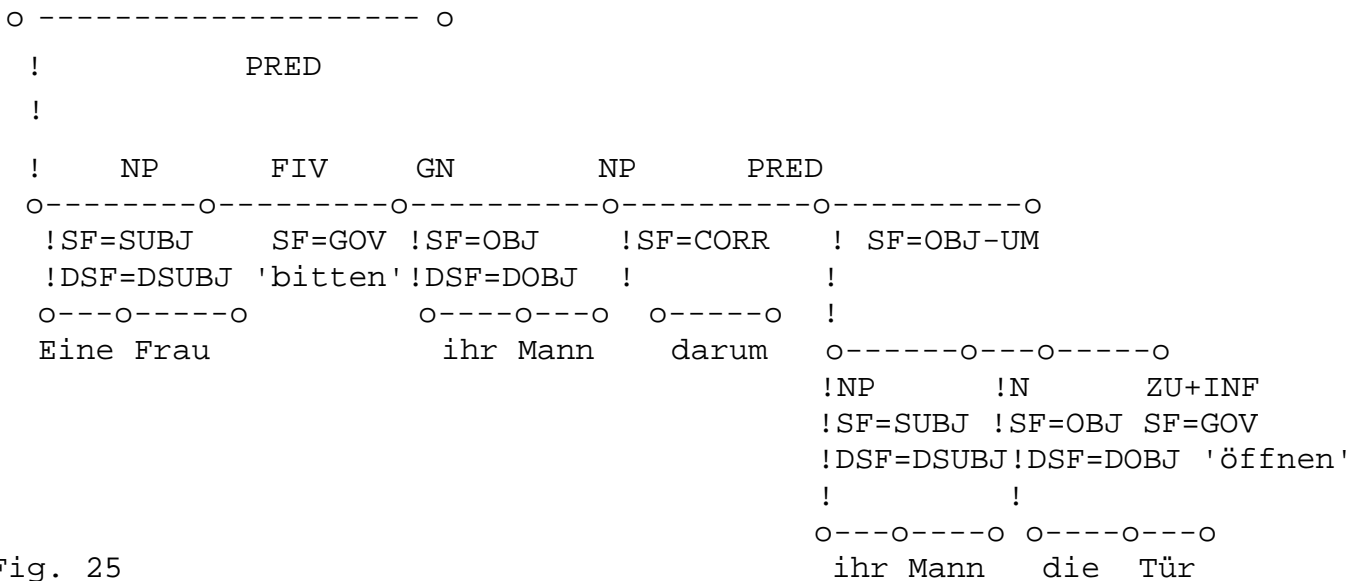 o -------------------- o
! PRED
!
! NP FIV GN NP PRED
o--------o---------o----------o----------o----------o
!SF=SUBJ SF=GOV !SF=OBJ !SF=CORR ! SF=OBJ-UM
!DSF=DSUBJ 'bitten'!DSF=DOBJ ! !
o---o-----o o----o---o o-----o !
Eine Frau ihr Mann darum o------o---o-----o
!NP !N ZU+INF
!SF=SUBJ !SF=OBJ SF=GOV
!DSF=DSUBJ!DSF=DOBJ 'öffnen'
! !
o---o----o o----o---o
Fig. 25 ihr Mann die Tür